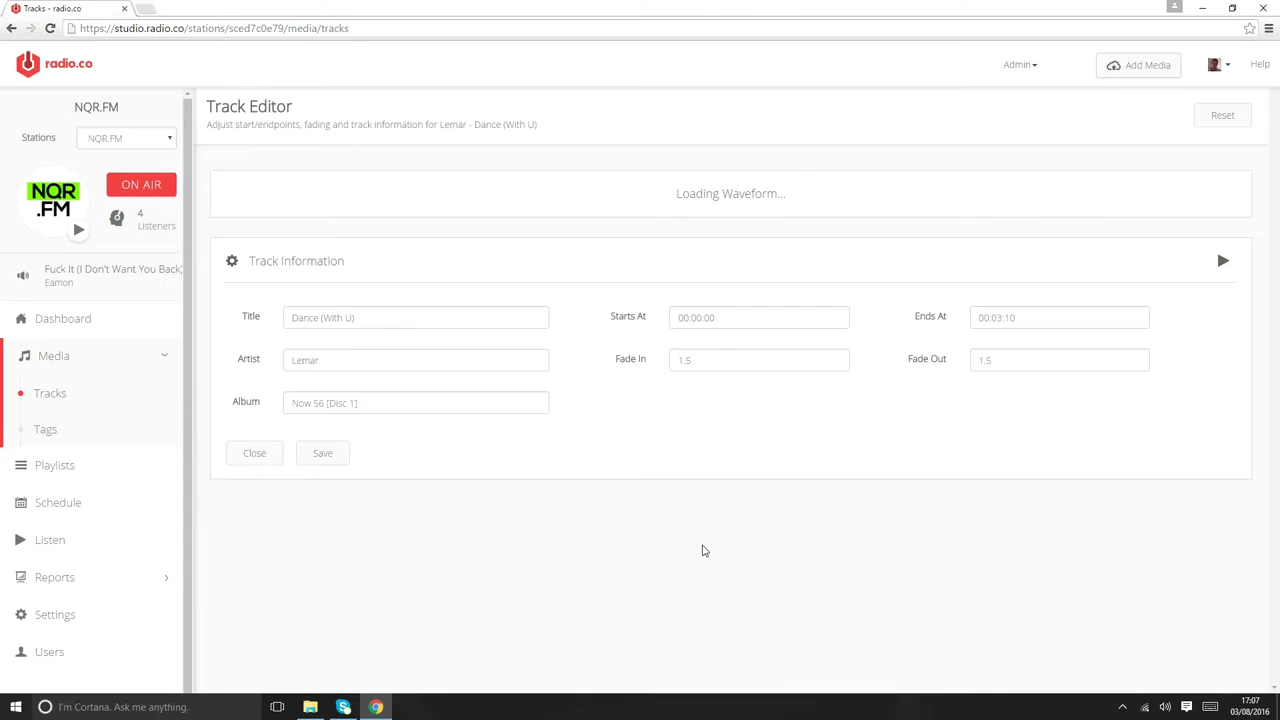 Tracks - radio.co
https://studio.radio.co/stations/sced7c0e79/media/tracks
radio.co
Admin
Add Media
Help
NQR.FM
Stations
NQR.FM
NQR
.FM
ON AIR
4
Listeners
Fuck It (I Don't Want You Back)
Eamon
Dashboard
Media
Tracks
Tags
Playlists
Schedule
Listen
Reports
Settings
Users
Track Editor
Adjust start/endpoints, fading and track information for Lemar - Dance (With U)
Reset
Loading Waveform...
Track Information
Title
Dance (With U)
Starts At
00:00:00
Ends At
00:03:10
Artist
Lemar
Fade In
1.5
Fade Out
1.5
Album
Now 56 [Disc 1]
Close
Save
I'm Cortana. Ask me anything.
17:07
03/08/2016